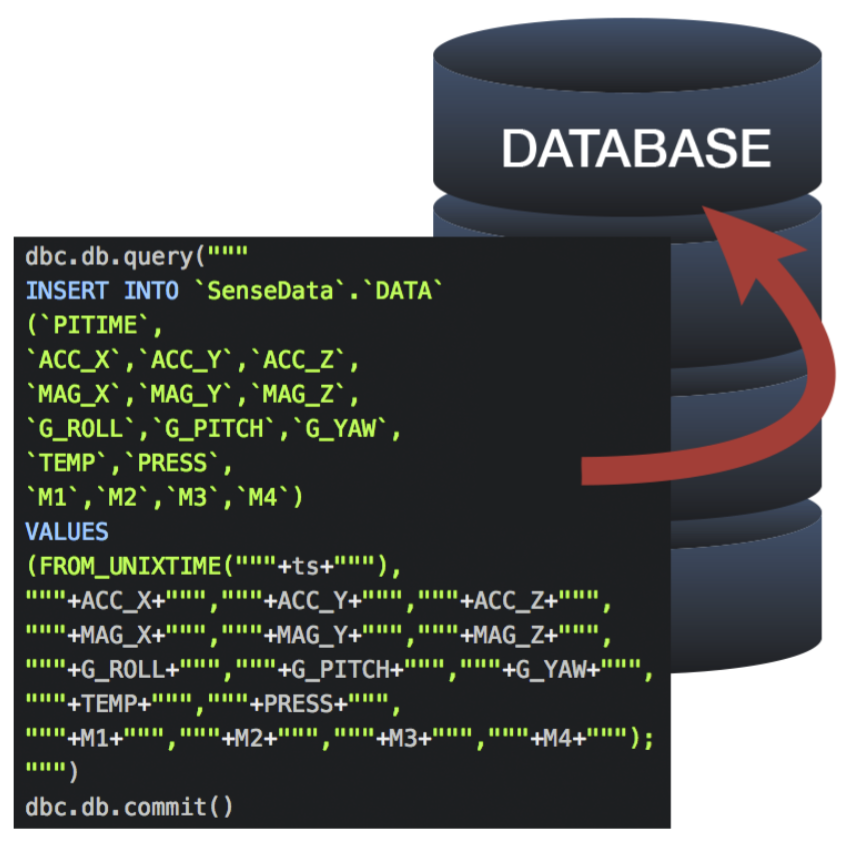 DATABASE
dbc.db.query("""
INSERT INTO `SenseData`.`DATA`
(`PITIME`,
`ACC_X`,`ACC_Y`,`ACC_Z`,
`MAG_X`,`MAG_Y`,`MAG_Z`,
`G_ROLL`,`G_PITCH`,`G_YAW`,
`TEMP`,`PRESS`,
`M1`,`M2`,`M3`,`M4`)
VALUES
(FROM_UNIXTIME("""+ts+"""),
"""+ACC_X+""","""+ACC_Y+""","""+ACC_Z+""",
"""+MAG_X+""","""+MAG_Y+""","""+MAG_Z+""",
"""+G_ROLL+""","""+G_PITCH+""","""+G_YAW+""",
"""+TEMP+""","""+PRESS+""",
"""+M1+""","""+M2+""","""+M3+""","""+M4+""");
""")
dbc.db.commit()